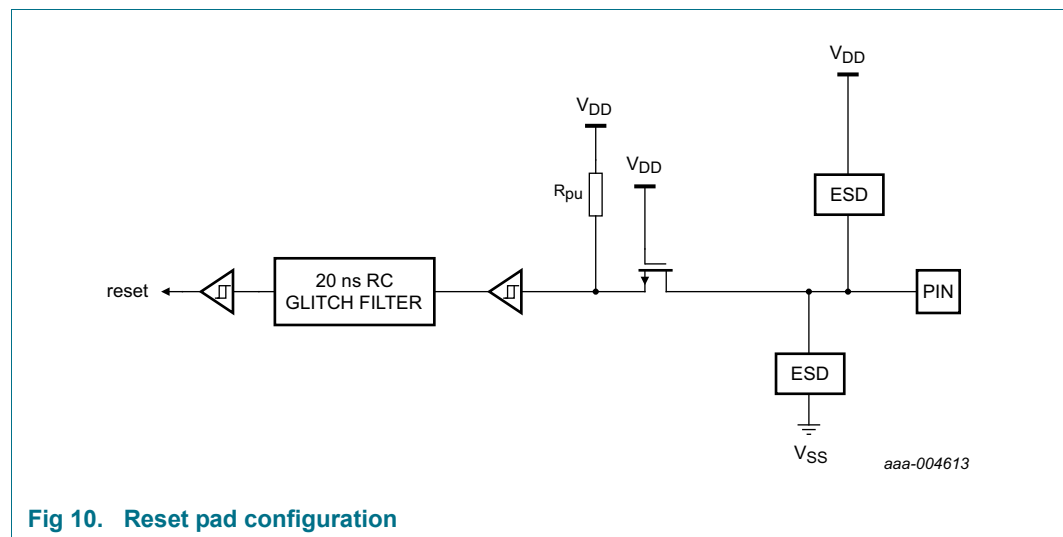 VDD
VDD
VDD
Rpu
ESD
reset
20 ns RC
GLITCH FILTER
PIN
ESD
VSS
aaa-004613
Fig 10. Reset pad configuration